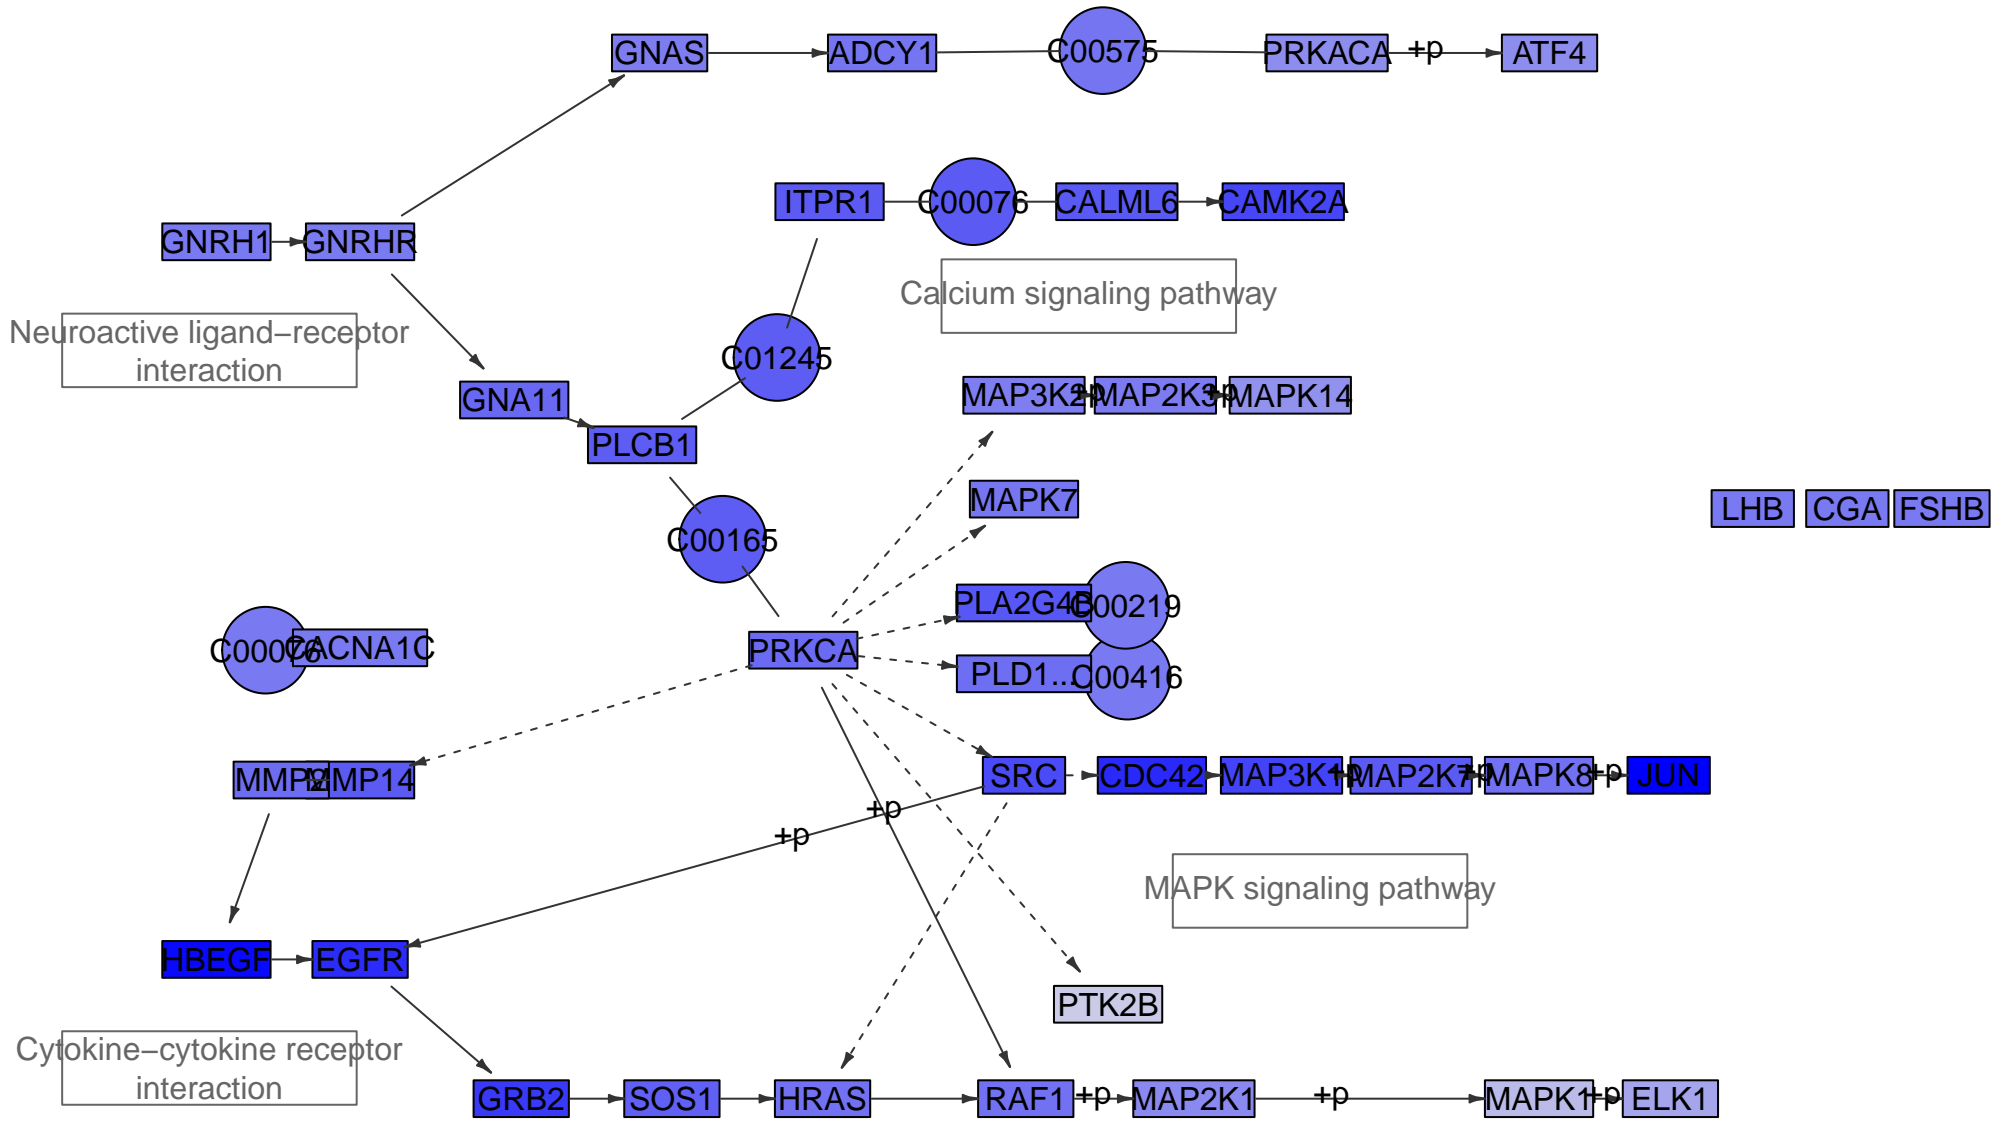 GNAS
ADCY1
C00575
PRKACA
+p
ATF4
ITPR1
C00076
CALML6
CAMK2A
GNRH1
GNRHR
Calcium signaling pathway
Neuroactive ligand−receptor
interaction
C01245
GNA11
PLCB1
MAP3K2
+p
MAP2K3
+p
MAPK14
MAPK7
LHB
CGA
FSHB
C00165
PLA2G4B
C00219
C00076
CACNA1C
PRKCA
PLD1...
C00416
MMP2
MMP14
SRC
CDC42
MAP3K1
+p
MAP2K7
+p
MAPK8
+p
JUN
+p
+p
MAPK signaling pathway
HBEGF
EGFR
PTK2B
Cytokine−cytokine receptor
interaction
GRB2
SOS1
HRAS
RAF1
+p
MAP2K1
+p
MAPK1
+p
ELK1